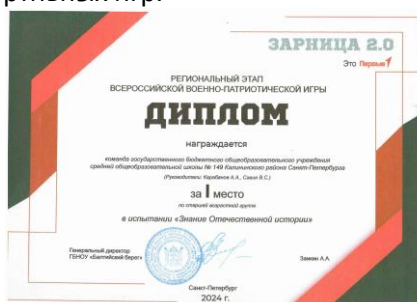 ЗАРНИЦА 2.0
Это Первые
РЕГИОНАЛЬНЫЙ ЭТАП
ВСЕРОССИЙСКОЙ ВОЕННО-ПАТРИОТИЧЕСКОЙ ИГРЫ
ДИПЛОМ
награждается
команда государственного бюджетного общеобразовательного учреждения
средней общеобразовательной школы № 149 Калининского района Санкт-Петербурга
(Руководители: Карабанов А.А., Савин В.С.)
за I место
по старшей возрастной группе
в испытании «Знание Отечественной истории»
Генеральный директор
ГБНОУ «Балтийский берег»
Санкт-Петербург
2024 г.